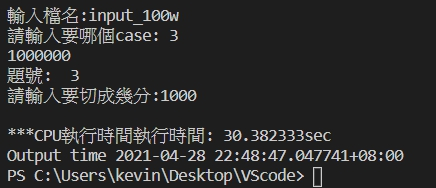 輸入檔名:input_100w
請輸入要哪個case: 3
1000000
題號:  3
請輸入要切成幾分:1000
***CPU執行時間執行時間: 30.382333sec
Output time 2021-04-28 22:48:47.047741+08:00
PS C:\Users\kevin\Desktop\VScode>